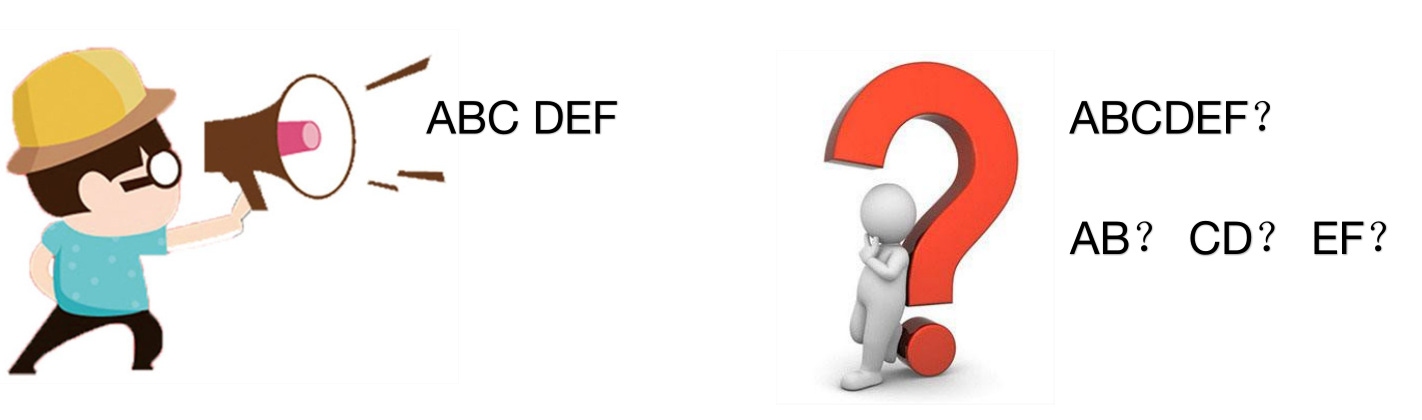 ABC DEF
ABCDEF？
AB？ CD？ EF？